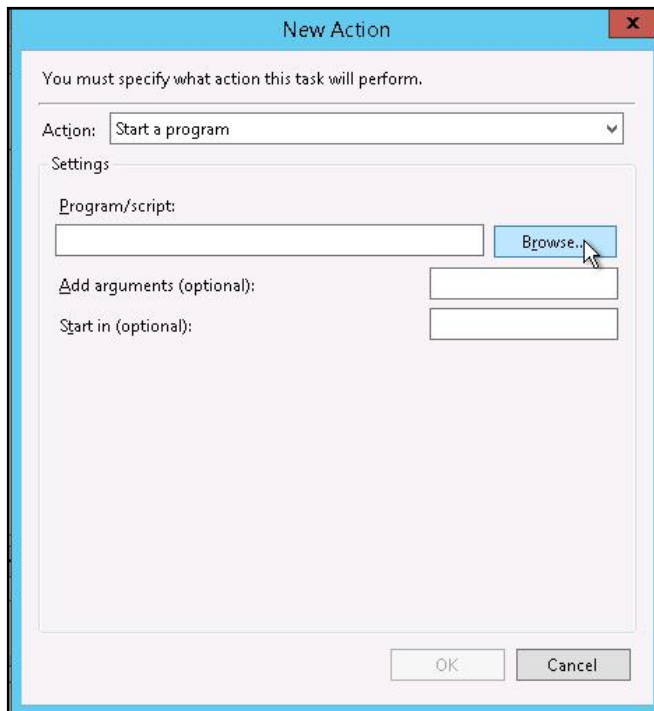 New Action
x
You must specify what action this task will perform.
Action: Start a program
Settings
Program/script:
Browse...
Add arguments (optional):
Start in (optional):
OK Cancel